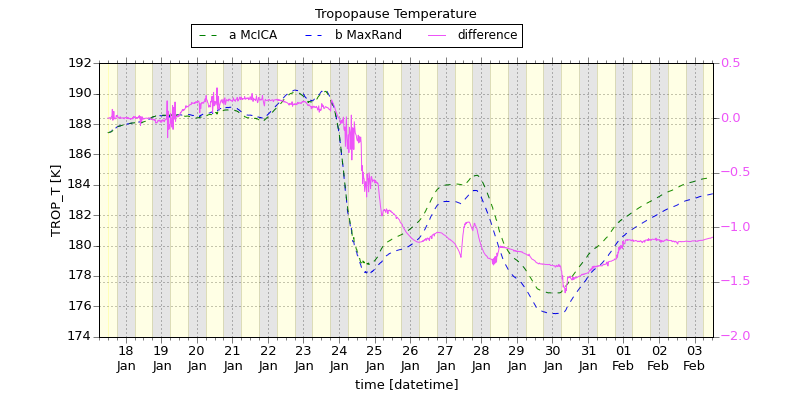 Tropopause Temperature
a McICA b MaxRand difference
192
190
188
186
184
182
180
178
176
174
TROP_T [K]
0.5
0.0
−0.5
−1.0
−1.5
−2.0
18 19 20 21 22 23 24 25 26 27 28 29 30 31 01 02 03
Jan Jan Jan Jan Jan Jan Jan Jan Jan Jan Jan Jan Jan Jan Feb Feb Feb
time [datetime]